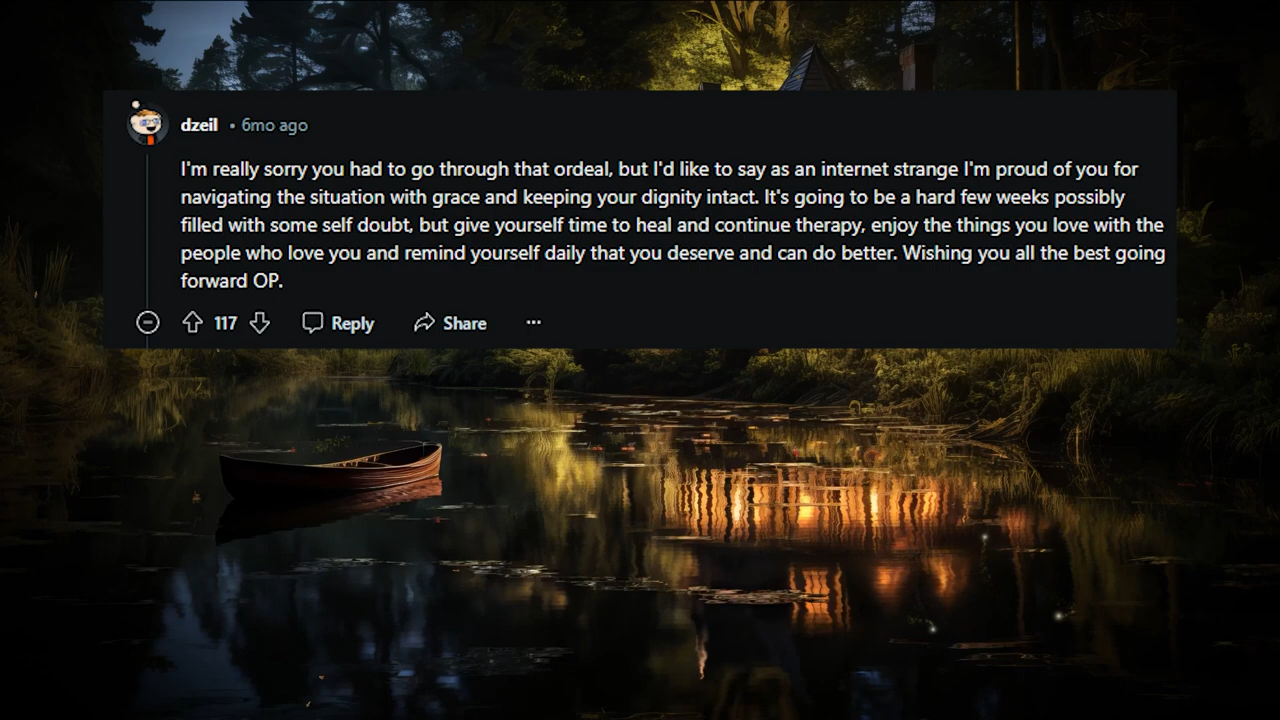 dzeil • 6mo ago
I'm really sorry you had to go through that ordeal, but I'd like to say as an internet strange I'm proud of you for
navigating the situation with grace and keeping your dignity intact. It's going to be a hard few weeks possibly
filled with some self doubt, but give yourself time to heal and continue therapy, enjoy the things you love with the
people who love you and remind yourself daily that you deserve and can do better. Wishing you all the best going
forward OP.
117 Reply Share ...